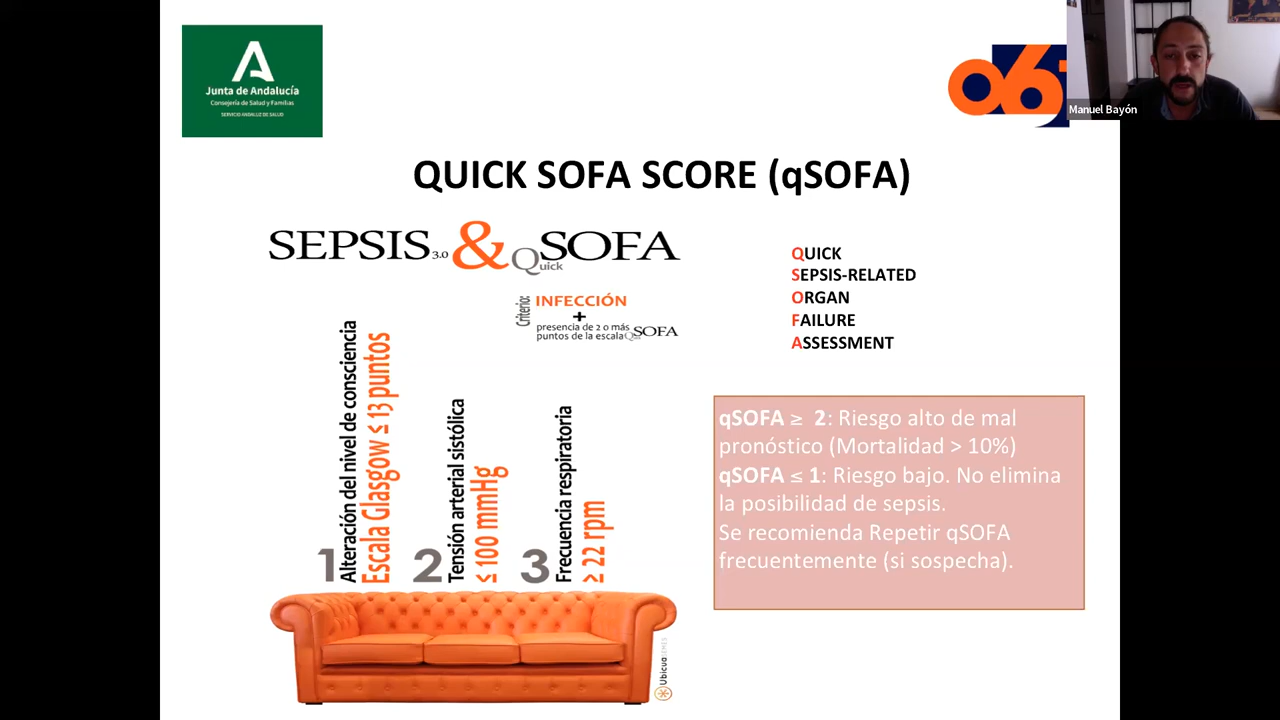 Junta de Andalucía
Consejería de Salud y Familias
SERVICIO ANDALUZ DE SALUD
061
Manuel Bayón
QUICK SOFA SCORE (qSOFA)
SEPSIS 3.0 & Quick SOFA
Criterio:
INFECCIÓN
+
presencia de 2 o más
puntos de la escala Quick SOFA
QUICK
SEPSIS-RELATED
ORGAN
FAILURE
ASSESSMENT
1 Alteración del nivel de consciencia
Escala Glasgow ≤ 13 puntos
2 Tensión arterial sistólica
≤ 100 mmHg
3 Frecuencia respiratoria
≥ 22 rpm
qSOFA ≥ 2: Riesgo alto de mal
pronóstico (Mortalidad > 10%)
qSOFA ≤ 1: Riesgo bajo. No elimina
la posibilidad de sepsis.
Se recomienda Repetir qSOFA
frecuentemente (si sospecha).
UbicuaSEMES